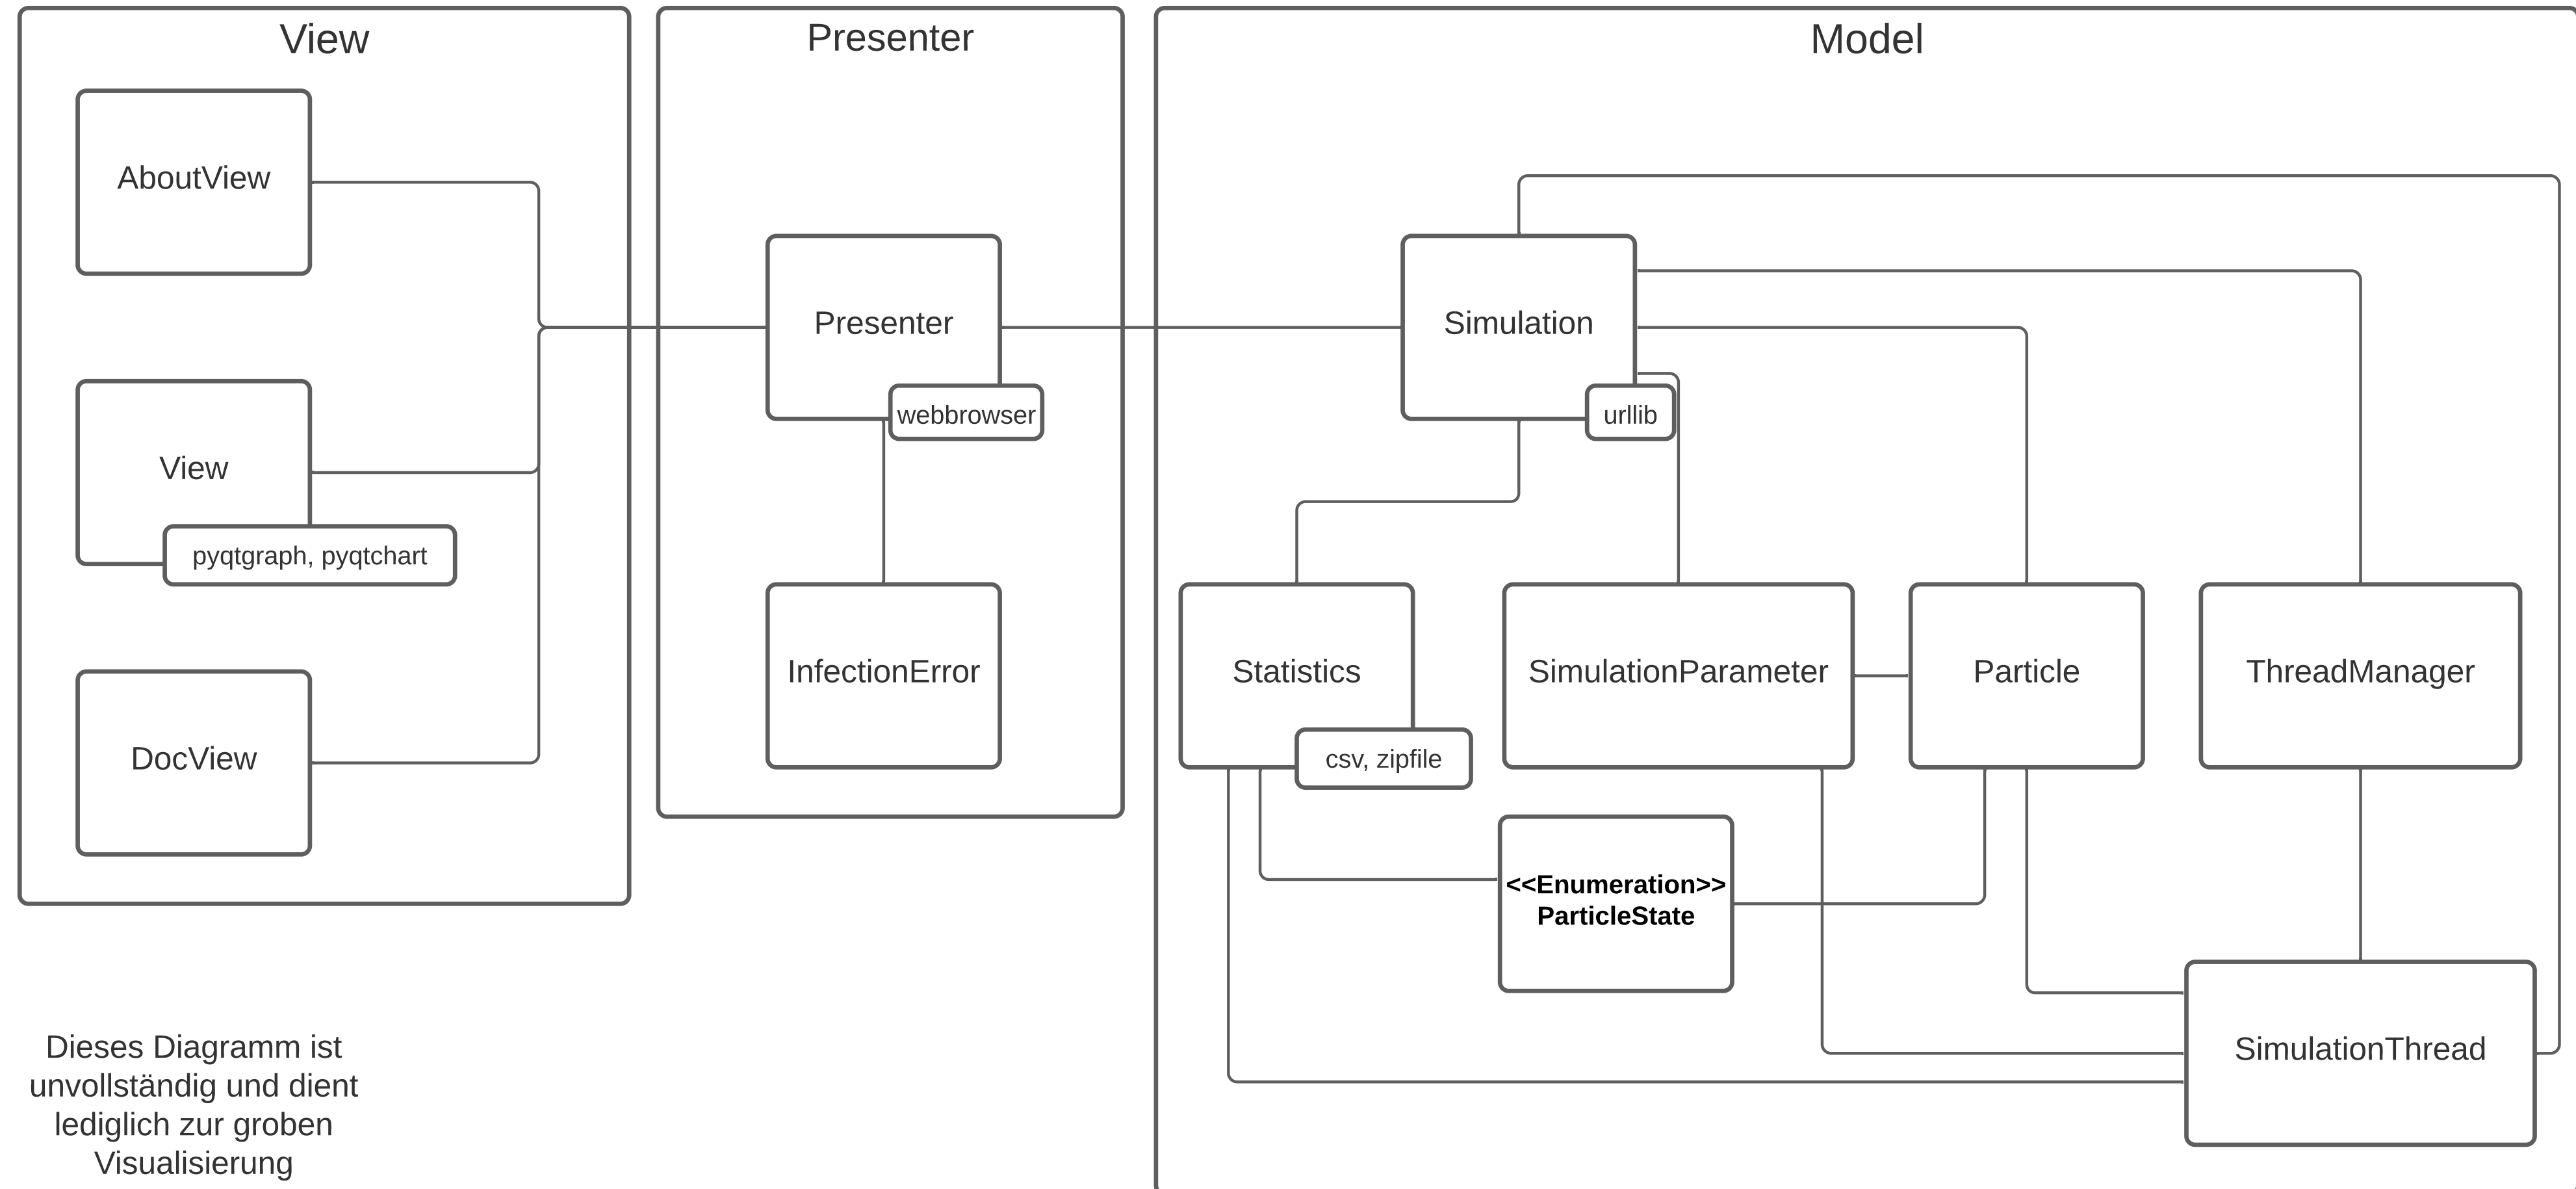 View
AboutView
View
pyqtgraph, pyqtchart
DocView
Presenter
Presenter
webbrowser
InfectionError
Model
Simulation
urllib
Statistics
csv, zipfile
SimulationParameter
Particle
ThreadManager
<<Enumeration>>
ParticleState
SimulationThread
Dieses Diagramm ist
unvollständig und dient
lediglich zur groben
Visualisierung